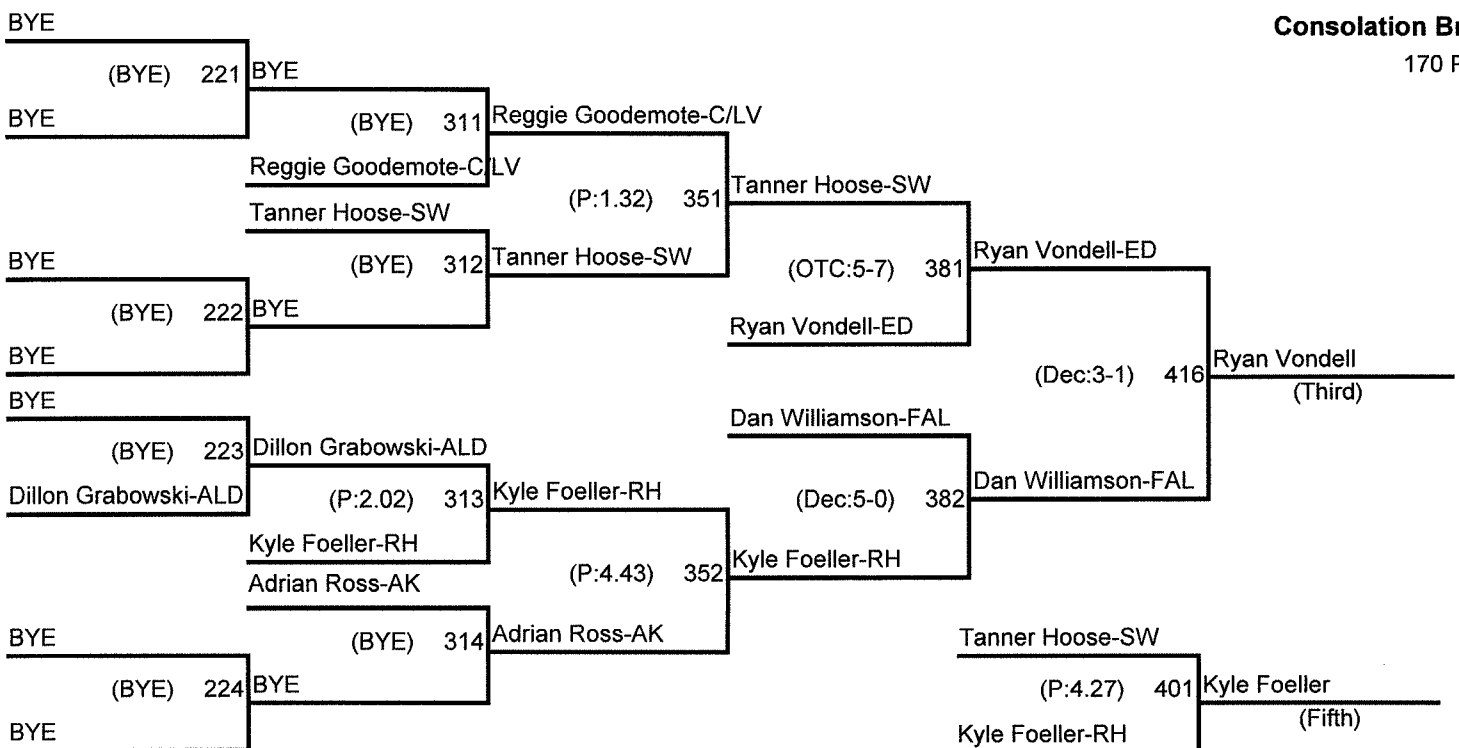 BYE
Consolation Br
170 P
(BYE) 221 BYE
BYE
(BYE) 311 Reggie Goodemote-C/LV
Reggie Goodemote-C/LV
(P:1.32) 351 Tanner Hoose-SW
Tanner Hoose-SW
BYE
(BYE) 312 Tanner Hoose-SW
(OTC:5-7) 381 Ryan Vondell-ED
(BYE) 222 BYE
Ryan Vondell-ED
BYE
(Dec:3-1) 416 Ryan Vondell
(Third)
BYE
Dan Williamson-FAL
(BYE) 223 Dillon Grabowski-ALD
Dillon Grabowski-ALD
(P:2.02) 313 Kyle Foeller-RH
(Dec:5-0) 382 Dan Williamson-FAL
Kyle Foeller-RH
(P:4.43) 352 Kyle Foeller-RH
Adrian Ross-AK
BYE
(BYE) 314 Adrian Ross-AK
Tanner Hoose-SW
(BYE) 224 BYE
(P:4.27) 401 Kyle Foeller
(Fifth)
BYE
Kyle Foeller-RH